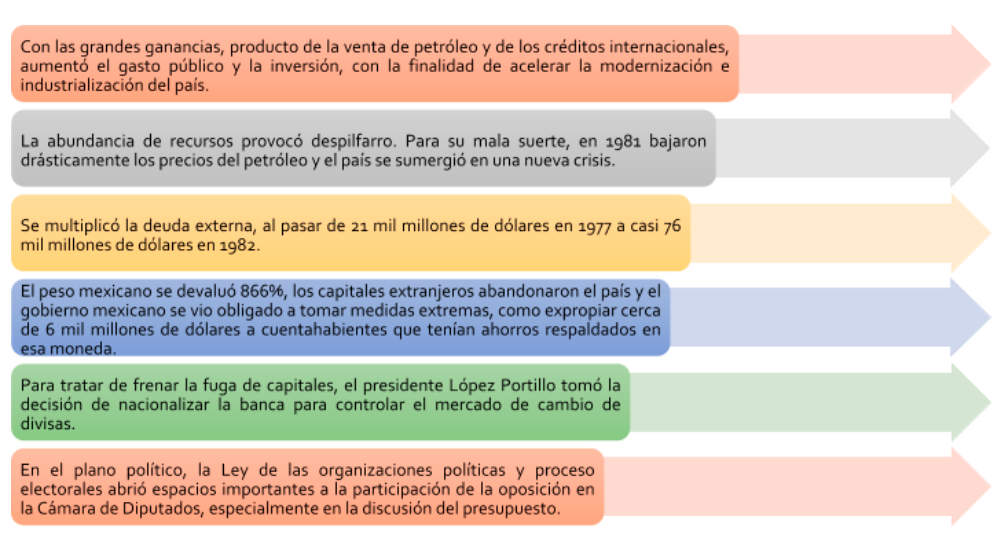 Con las grandes ganancias, producto de la venta de petróleo y de los créditos internacionales,
aumentó el gasto público y la inversión, con la finalidad de acelerar la modernización e
industrialización del país.
La abundancia de recursos provocó despilfarro. Para su mala suerte, en 1981 bajaron
drásticamente los precios del petróleo y el país se sumergió en una nueva crisis.
Se multiplicó la deuda externa, al pasar de 21 mil millones de dólares en 1977 a casi 76
mil millones de dólares en 1982.
El peso mexicano se devaluó 866%, los capitales extranjeros abandonaron el país y el
gobierno mexicano se vio obligado a tomar medidas extremas, como expropiar cerca
de 6 mil millones de dólares a cuentahabientes que tenían ahorros respaldados en
esa moneda.
Para tratar de frenar la fuga de capitales, el presidente López Portillo tomó la
decisión de nacionalizar la banca para controlar el mercado de cambio de
divisas.
En el plano político, la Ley de las organizaciones políticas y proceso
electorales abrió espacios importantes a la participación de la oposición en
la Cámara de Diputados, especialmente en la discusión del presupuesto.